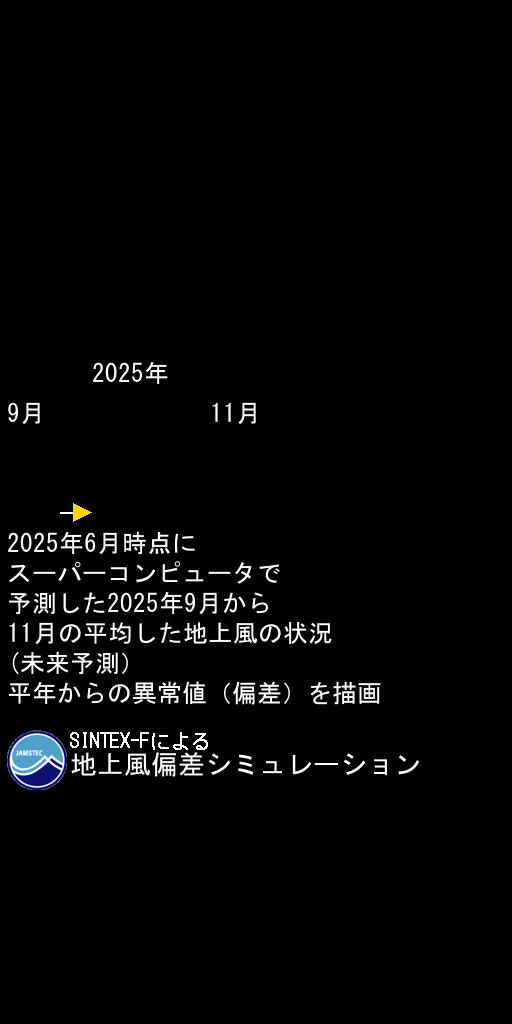 2025年
9月 11月
2025年6月時点に
スーパーコンピュータで
予測した2025年9月から
11月の平均した地上風の状況
(未来予測)
平年からの異常値（偏差）を描画
JAMSTEC
SINTEX-Fによる
地上風偏差シミュレーション